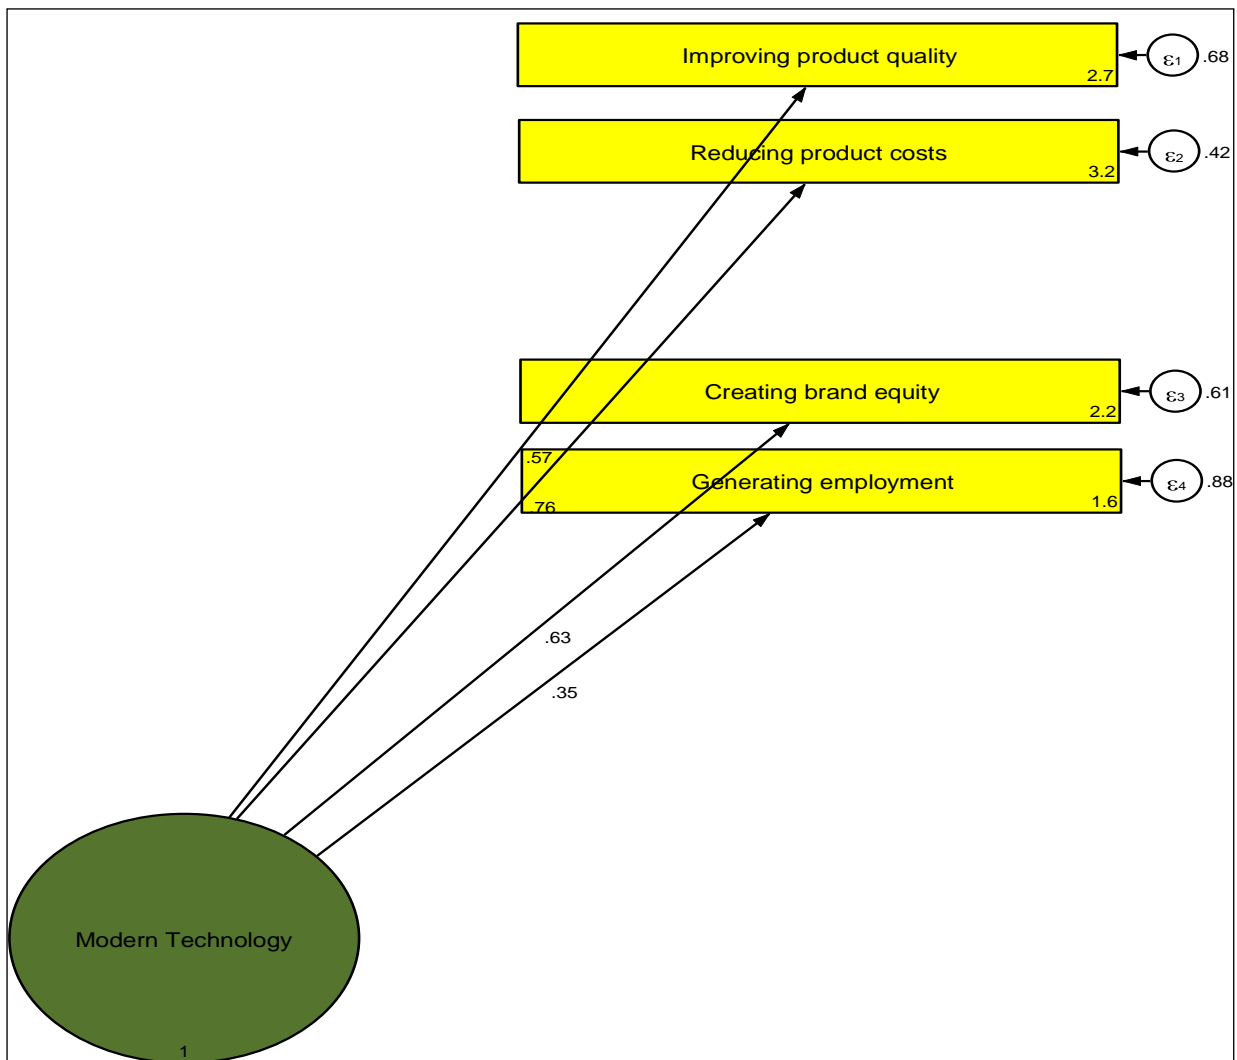 Improving product quality
2.7
ε1
.68
Reducing product costs
3.2
ε2
.42
Creating brand equity
2.2
ε3
.61
.57
Generating employment
.76
1.6
ε4
.88
.63
.35
Modern Technology
1